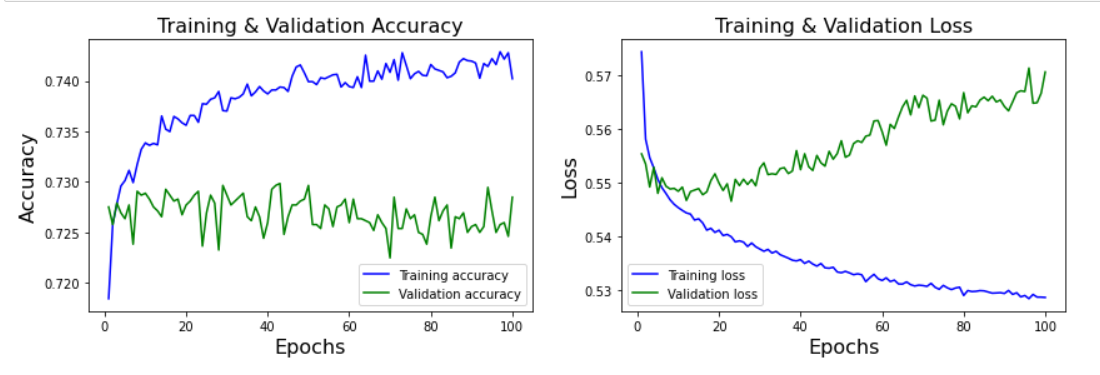 Training & Validation Accuracy
Accuracy
0.740
0.735
0.730
0.725
0.720
Training accuracy
Validation accuracy
0 20 40 60 80 100
Epochs
Training & Validation Loss
Loss
0.57
0.56
0.55
0.54
0.53
Training loss
Validation loss
0 20 40 60 80 100
Epochs